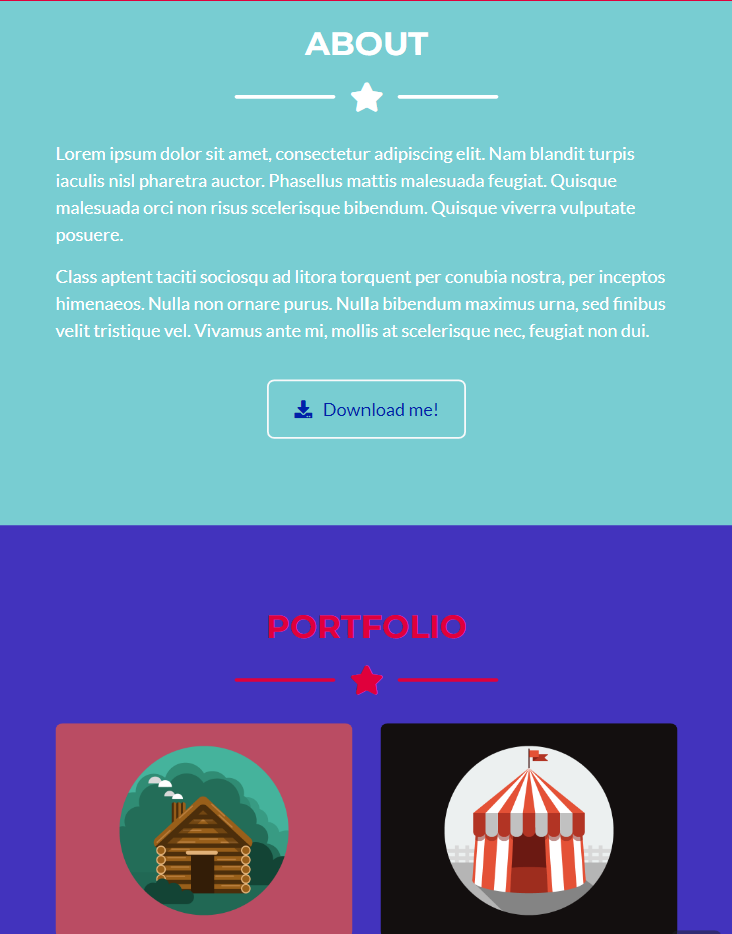 ABOUT
Lorem ipsum dolor sit amet, consectetur adipiscing elit. Nam blandit turpis
iaculis nisl pharetra auctor. Phasellus mattis malesuada feugiat. Quisque
malesuada orci non risus scelerisque bibendum. Quisque viverra vulputate
posuere.
Class aptent taciti sociosqu ad litora torquent per conubia nostra, per inceptos
himenaeos. Nulla non ornare purus. Nulla bibendum maximus urna, sed finibus
velit tristique vel. Vivamus ante mi, mollis at scelerisque nec, feugiat non dui.
Download me!
PORTFOLIO